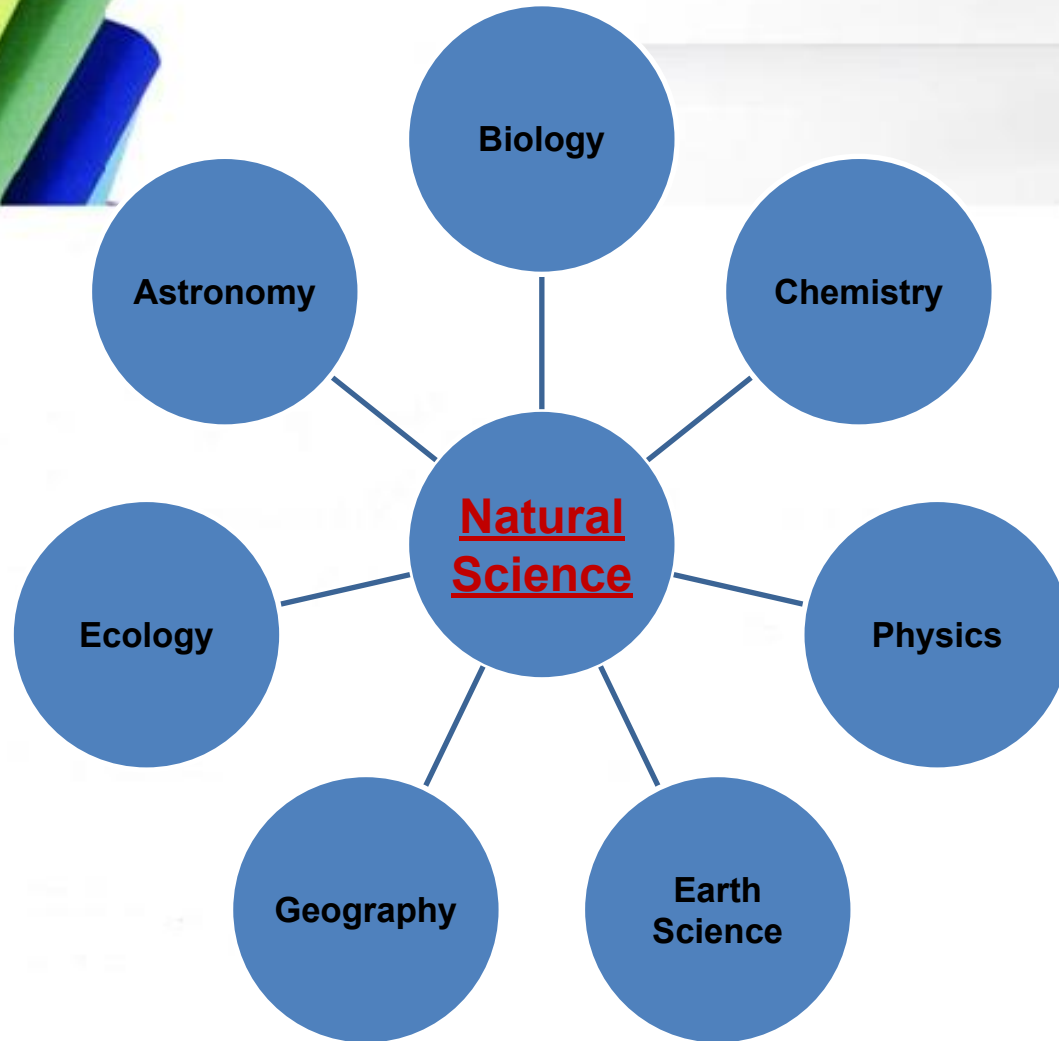 Biology
Astronomy
Chemistry
Natural
Science
Ecology
Physics
Geography
Earth
Science